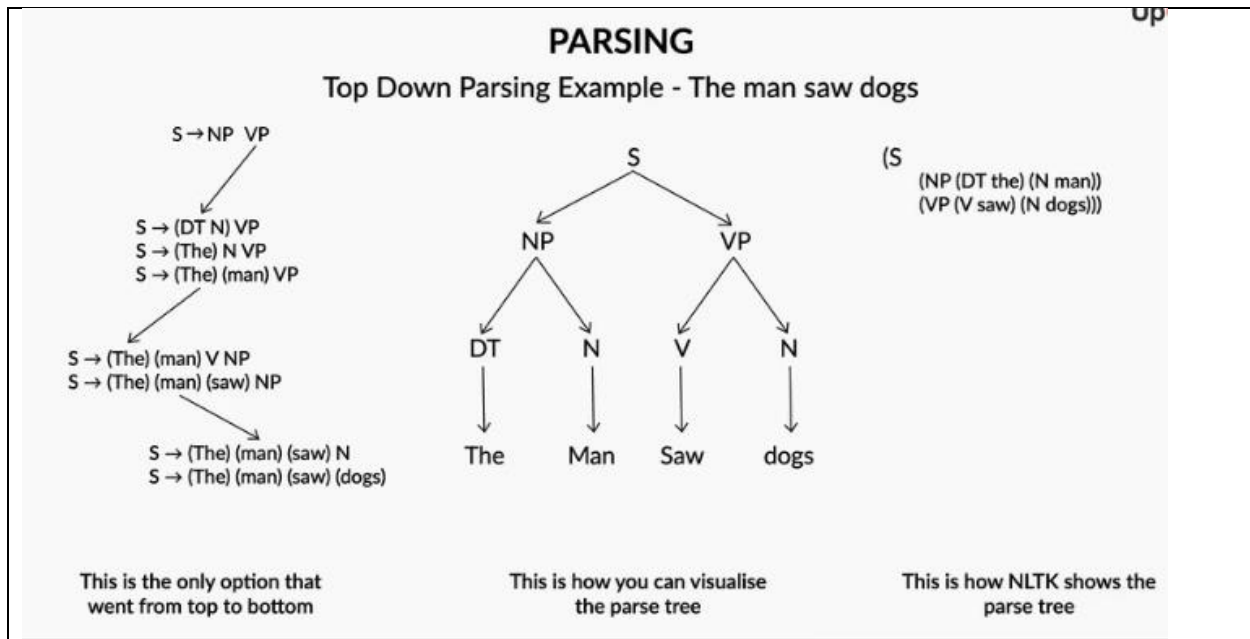 Up
PARSING
Top Down Parsing Example - The man saw dogs
S → NP VP
S → (DT N) VP
S → (The) N VP
S → (The) (man) VP
S → (The) (man) V NP
S → (The) (man) (saw) NP
S → (The) (man) (saw) N
S → (The) (man) (saw) (dogs)
This is the only option that
went from top to bottom
S
NP VP
DT N V N
The Man Saw dogs
This is how you can visualise
the parse tree
(S
(NP (DT the) (N man))
(VP (V saw) (N dogs)))
This is how NLTK shows the
parse tree